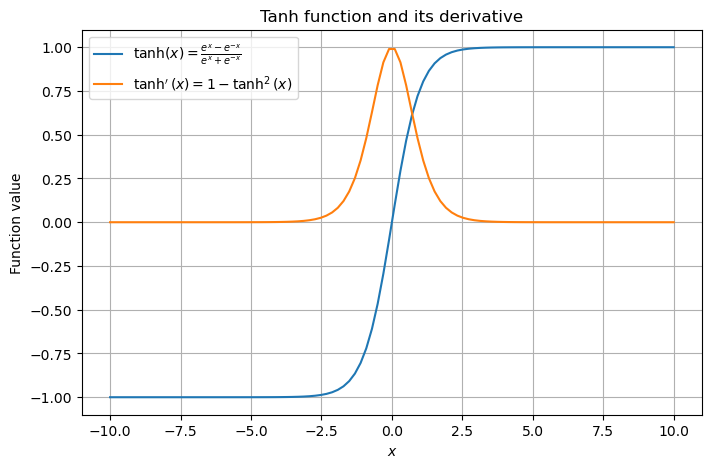 Tanh function and its derivative
tanh(x) = \frac{e^x − e^{−x}}{e^x + e^{−x}}
tanh′(x) = 1 − tanh²(x)
Function value
1.00
0.75
0.50
0.25
0.00
−0.25
−0.50
−0.75
−1.00
−10.0 −7.5 −5.0 −2.5 0.0 2.5 5.0 7.5 10.0
x